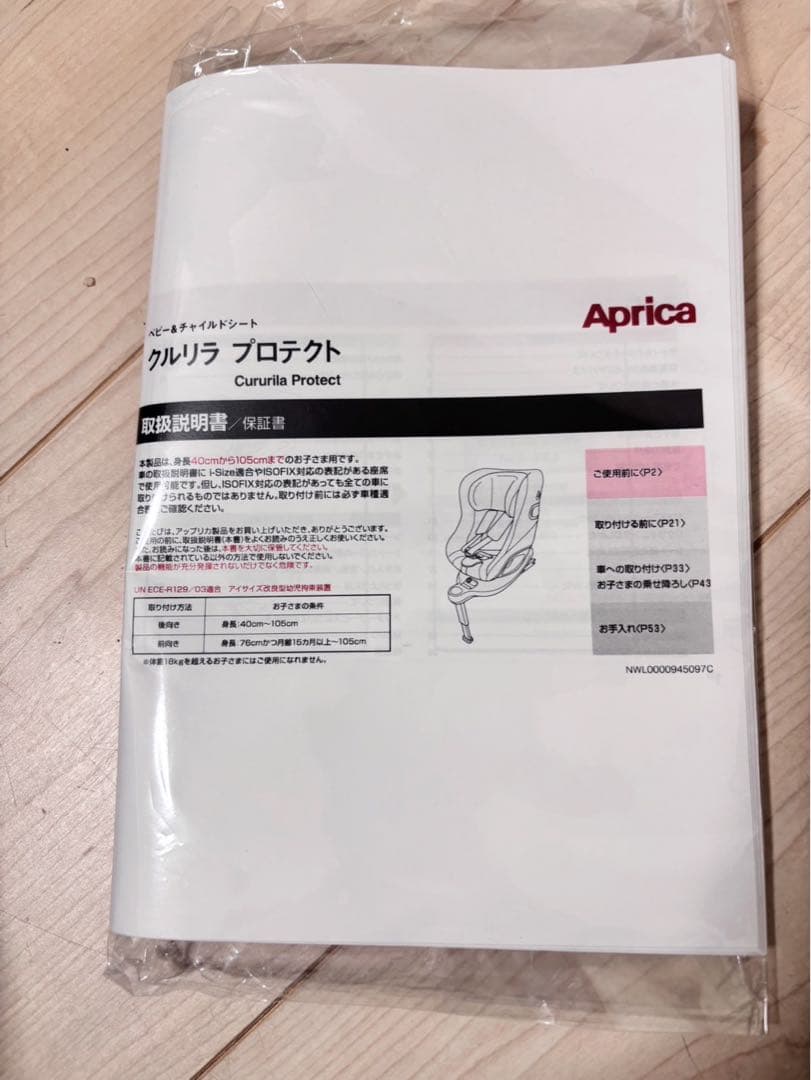 Aprica
ベビー&チャイルドシート
クルリラ プロテクト
Cururila Protect
取扱説明書/保証書
本製品は、身長40cmから105cmまでのお子さま用です。
車の取扱説明書に i-Size適合やISOFIX対応の表記がある座席
で使用可能です。但し、ISOFIX対応の表記があっても全ての車に
取り付けられるものではありません。取り付け前には必ず車種適
合表をご確認ください。
このたびは、アップリカ製品をお買い上げいただき、ありがとうございます。
ご使用の前に、取扱説明書(本書)をよくお読みのうえ正しくお使いください。
また、お読みになった後は、本書を大切に保管してください。
本書に記載されている以外の方法で使用しないでください。
製品の機能が充分発揮されないだけでなく危険です。
UN-ECE-R129/03適合 アイサイズ改良型幼児拘束装置
取り付け方法 お子さまの条件
後向き 身長:40cm~105cm
前向き 身長:76cmかつ月齢15カ月以上~105cm
※体重18kgを超えるお子さまにはご使用になれません。
ご使用前に〈P2〉
取り付ける前に〈P21〉
車への取り付け〈P33〉
お子さまの乗せ降ろし〈P43
お手入れ〈P53〉
NWL0000945097C